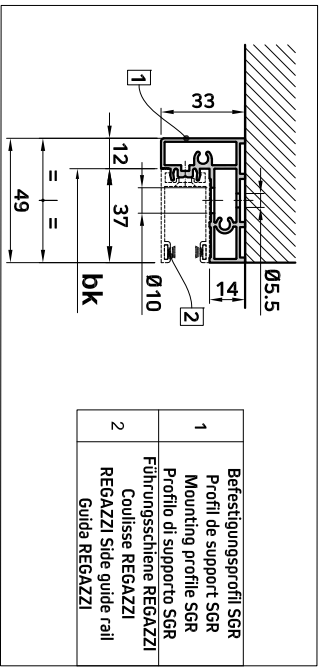 33
1
12
= =
37
49
bk
Ø10
2
14
Ø5.5
1
Befestigungsprofil SGR
Profil de support SGR
Mounting profile SGR
Profilo di supporto SGR
2
Führungsschiene REGAZZI
Coulisse REGAZZI
REGAZZI Side guide rail
Guida REGAZZI